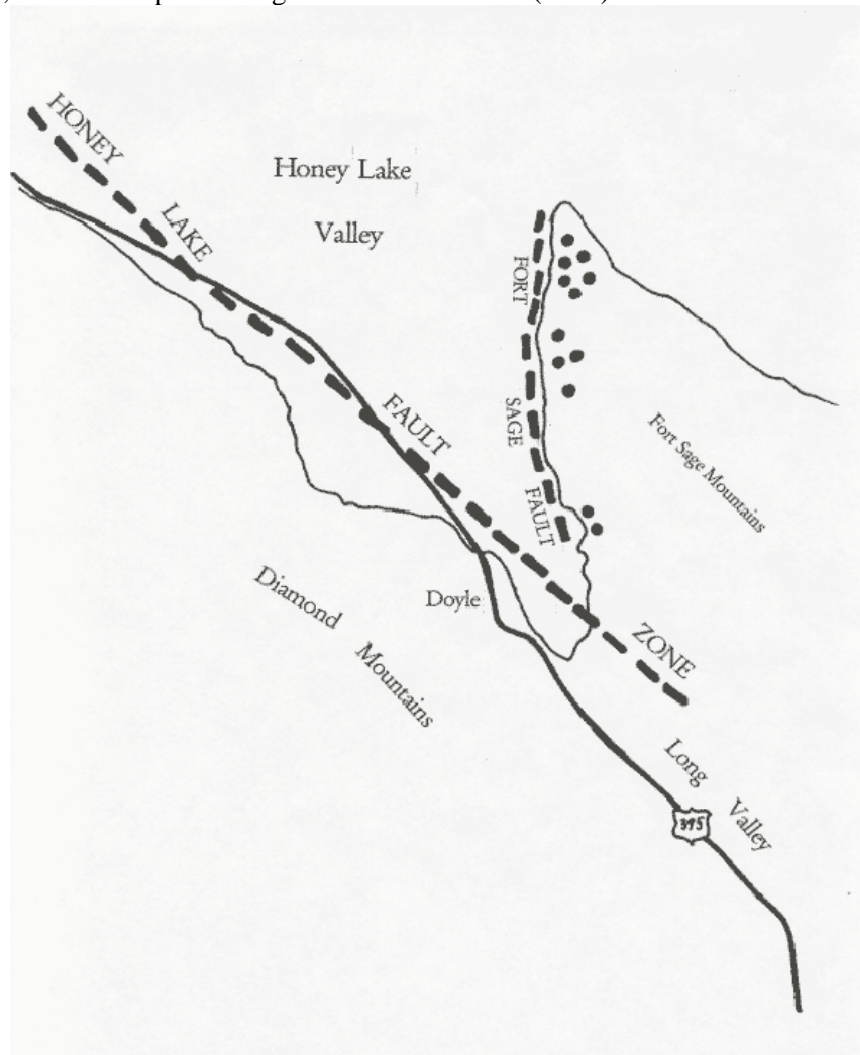 HONEY
LAKE
FAULT
ZONE
Honey Lake
Valley
FORT
SAGE
FAULT
Fort Sage Mountains
Doyle
Diamond
Mountains
Long
Valley
395